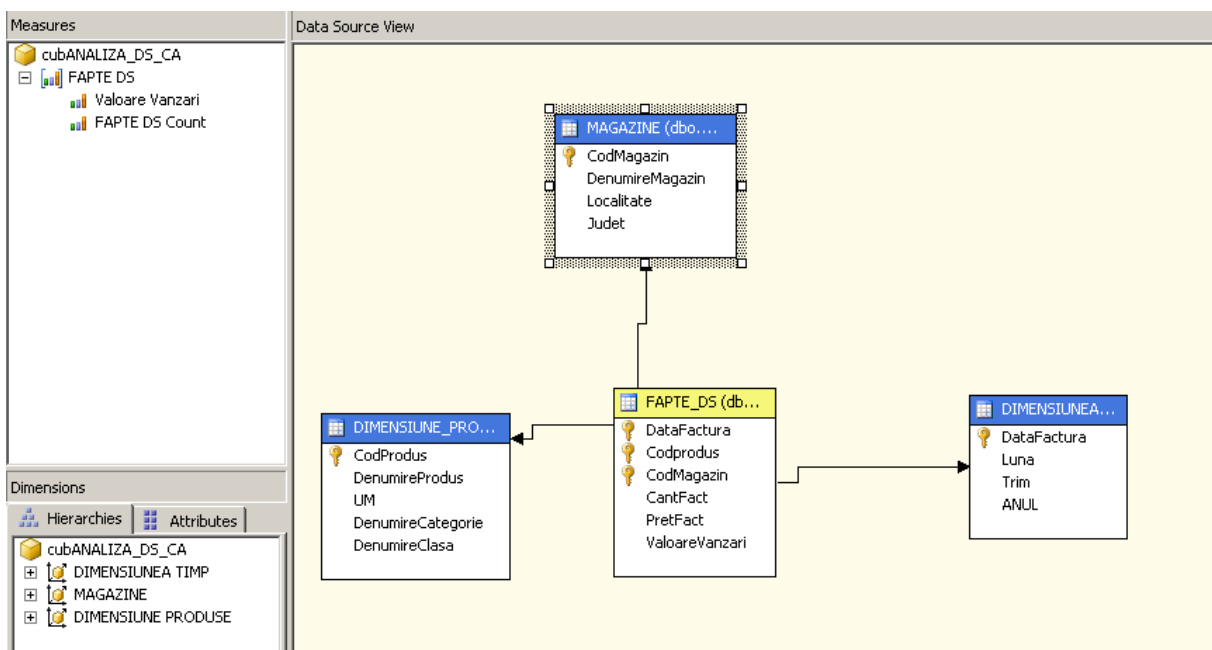 Measures
cubANALIZA_DS_CA
FAPTE DS
Valoare Vanzari
FAPTE DS Count
Dimensions
Hierarchies Attributes
cubANALIZA_DS_CA
DIMENSIUNEA TIMP
MAGAZINE
DIMENSIUNE PRODUSE
Data Source View
MAGAZINE (dbo....
CodMagazin
DenumireMagazin
Localitate
Judet
DIMENSIUNE_PRO...
CodProdus
DenumireProdus
UM
DenumireCategorie
DenumireClasa
FAPTE_DS (db...
DataFactura
Codprodus
CodMagazin
CantFact
PretFact
ValoareVanzari
DIMENSIUNEA...
DataFactura
Luna
Trim
ANUL